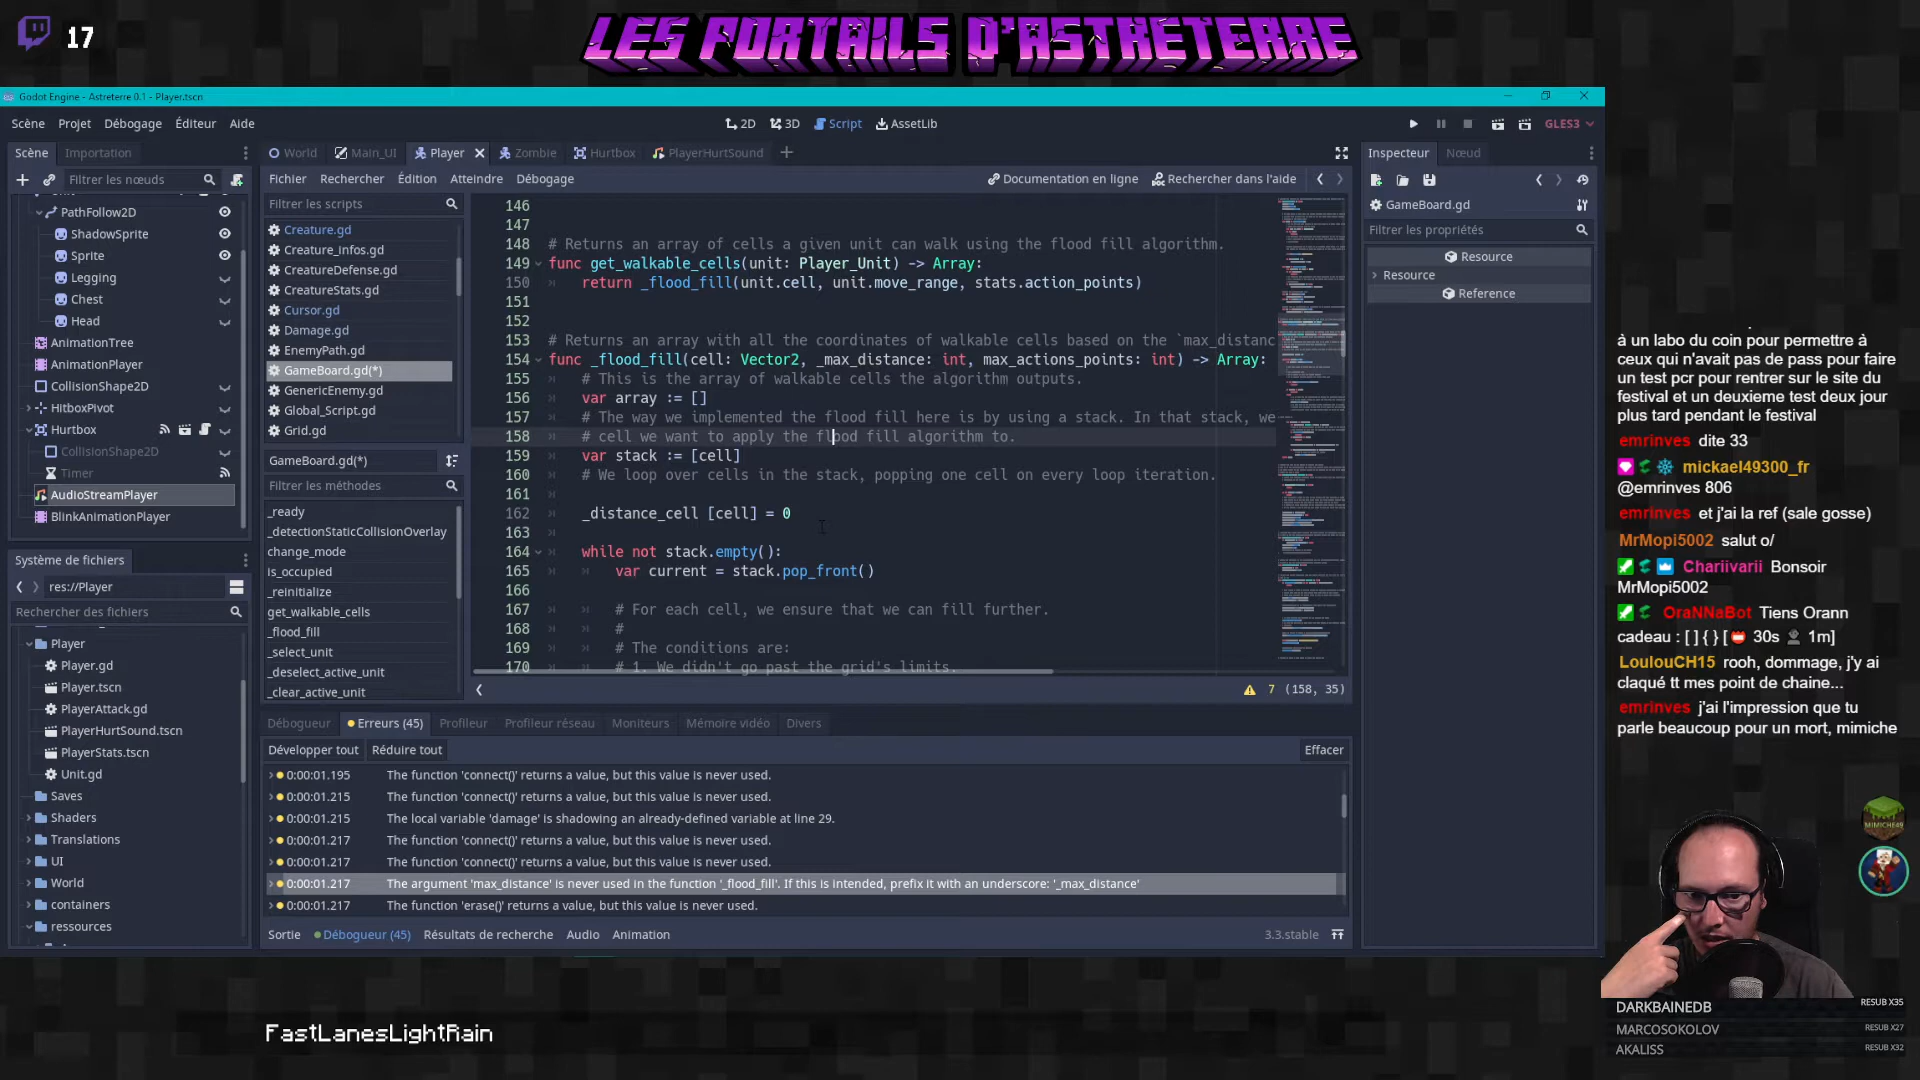 17
LES PORTAILS D'ASTRETERRE
Godot Engine - Astreterre 0.1 - Player.tscn
Scène Projet Débogage Éditeur Aide
2D 3D Script AssetLib
GLES3
Scène Importation
Filtrer les nœuds
PathFollow2D
ShadowSprite
Sprite
Legging
Chest
Head
AnimationTree
AnimationPlayer
CollisionShape2D
HitboxPivot
Hurtbox
CollisionShape2D
Timer
AudioStreamPlayer
BlinkAnimationPlayer
Système de fichiers
res://Player
Rechercher des fichiers
Player
Player.gd
Player.tscn
PlayerAttack.gd
PlayerHurtSound.tscn
PlayerStats.tscn
Unit.gd
Saves
Shaders
Translations
UI
World
containers
ressources
World Main_UI Player Zombie Hurtbox PlayerHurtSound
Fichier Rechercher Édition Atteindre Débogage
Documentation en ligne Rechercher dans l'aide
Filtrer les scripts
Creature.gd
Creature_infos.gd
CreatureDefense.gd
CreatureStats.gd
Cursor.gd
Damage.gd
EnemyPath.gd
GameBoard.gd(*)
GenericEnemy.gd
Global_Script.gd
Grid.gd
GameBoard.gd(*)
Filtrer les méthodes
_ready
_detectionStaticCollisionOverlay
change_mode
is_occupied
_reinitialize
get_walkable_cells
_flood_fill
_select_unit
_deselect_active_unit
_clear_active_unit
146
147
148 # Returns an array of cells a given unit can walk using the flood fill algorithm.
149 func get_walkable_cells(unit: Player_Unit) -> Array:
150 return _flood_fill(unit.cell, unit.move_range, stats.action_points)
151
152
153 # Returns an array with all the coordinates of walkable cells based on the `max_distanc
154 func _flood_fill(cell: Vector2, _max_distance: int, max_actions_points: int) -> Array:
155 # This is the array of walkable cells the algorithm outputs.
156 var array := []
157 # The way we implemented the flood fill here is by using a stack. In that stack, we
158 # cell we want to apply the flood fill algorithm to.
159 var stack := [cell]
160 # We loop over cells in the stack, popping one cell on every loop iteration.
161
162 _distance_cell [cell] = 0
163
164 while not stack.empty():
165 var current = stack.pop_front()
166
167 # For each cell, we ensure that we can fill further.
168 #
169 # The conditions are:
170 # 1. We didn't go past the grid's limits.
7 (158, 35)
Débogueur Erreurs (45) Profileur Profileur réseau Moniteurs Mémoire vidéo Divers
Développer tout Réduire tout Effacer
0:00:01.195 The function 'connect()' returns a value, but this value is never used.
0:00:01.215 The function 'connect()' returns a value, but this value is never used.
0:00:01.215 The local variable 'damage' is shadowing an already-defined variable at line 29.
0:00:01.217 The function 'connect()' returns a value, but this value is never used.
0:00:01.217 The function 'connect()' returns a value, but this value is never used.
0:00:01.217 The argument 'max_distance' is never used in the function '_flood_fill'. If this is intended, prefix it with an underscore: '_max_distance'
0:00:01.217 The function 'erase()' returns a value, but this value is never used.
Sortie Débogueur (45) Résultats de recherche Audio Animation 3.3.stable
Inspecteur Nœud
GameBoard.gd
Filtrer les propriétés
Resource
Resource
Reference
à un labo du coin pour permettre à
ceux qui n'avait pas de pass pour faire
un test pcr pour rentrer sur le site du
festival et un deuxieme test deux jour
plus tard pendant le festival
emrinves dite 33
mickael49300_fr
@emrinves 806
emrinves et j'ai la ref (sale gosse)
MrMopi5002 salut o/
Chariivarii Bonsoir
MrMopi5002
OraNNaBot Tiens Orann
cadeau : [ ] { } [ 30s 1m]
LoulouCH15 rooh, dommage, j'y ai
claqué tt mes point de chaine...
emrinves j'ai l'impression que tu
parle beaucoup pour un mort, mimiche
MIMICHE49
DARKBAINEDB RESUB X35
MARCOSOKOLOV RESUB X27
AKALISS RESUB X32
FastLanesLightRain